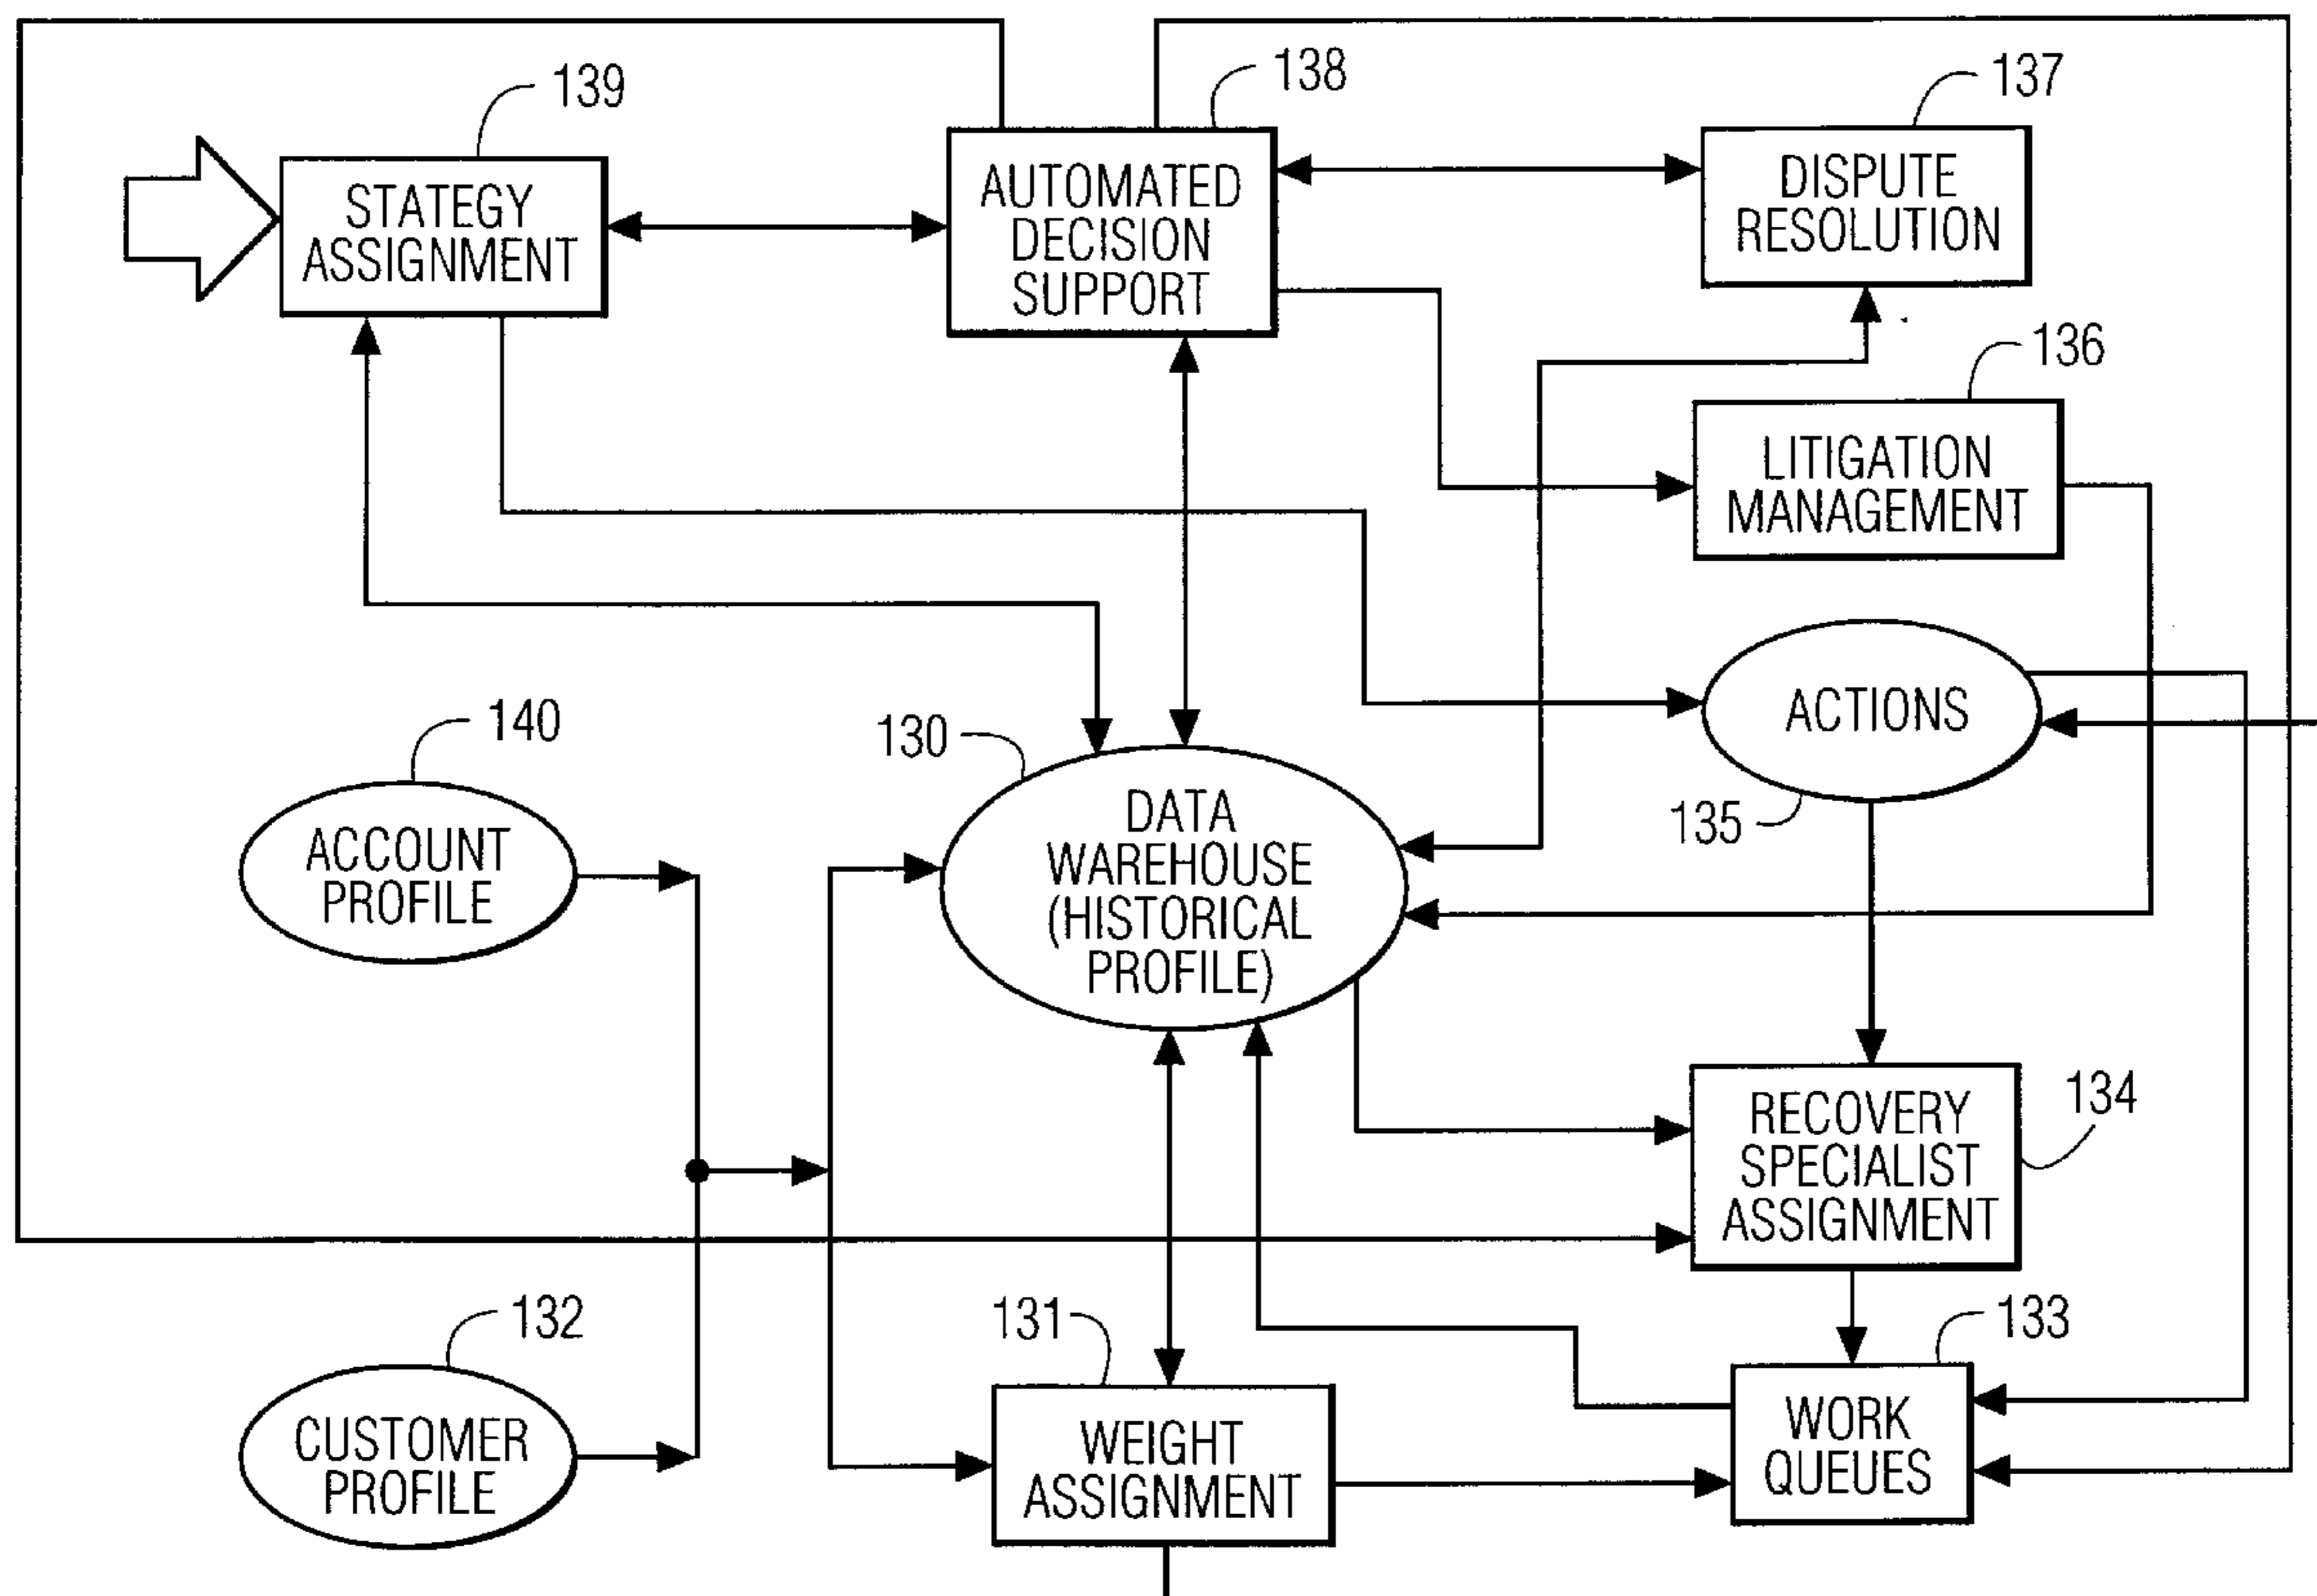 139
STATEGY
ASSIGNMENT
138
AUTOMATED
DECISION
SUPPORT
137
DISPUTE
RESOLUTION
136
LITIGATION
MANAGEMENT
ACTIONS
135
140
ACCOUNT
PROFILE
130
DATA
WAREHOUSE
(HISTORICAL
PROFILE)
RECOVERY
SPECIALIST
ASSIGNMENT
134
132
CUSTOMER
PROFILE
131
WEIGHT
ASSIGNMENT
133
WORK
QUEUES